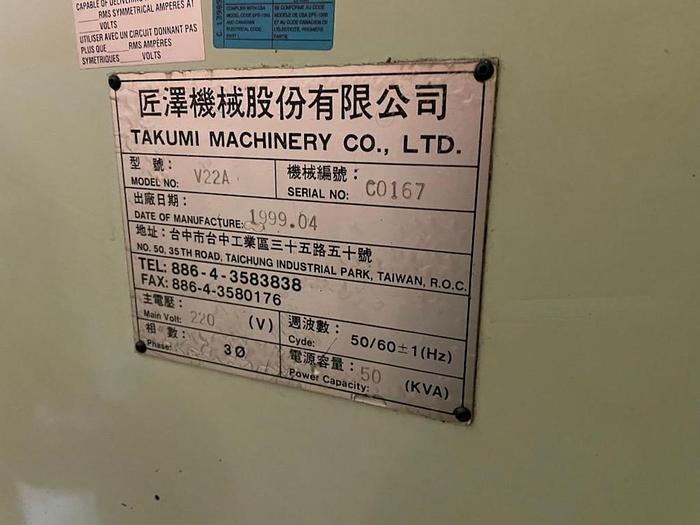 CAPABLE OF DELIVERING
RMS SYMMETRICAL AMPERES AT
VOLTS
UTILISER AVEC UN CIRCUIT DONNANT PAS
PLUS QUE RMS AMPÈRES
SYMETRIQUES VOLTS
匠澤機械股份有限公司
TAKUMI MACHINERY CO., LTD.
型 號：
MODEL NO: V22A
機械編號：
SERIAL NO: C0167
出廠日期：
DATE OF MANUFACTURE: 1999.04
地址：台中市台中工業區三十五路五十號
NO. 50, 35TH ROAD, TAICHUNG INDUSTRIAL PARK, TAIWAN, R.O.C.
TEL: 886-4-3583838
FAX: 886-4-3580176
主電壓：
Main Volt: 220 (V)
週波數：
Cyde: 50/60±1(HZ)
相 數：
Phase: 3Ø
電源容量：
Power Capacity: 50 (KVA)